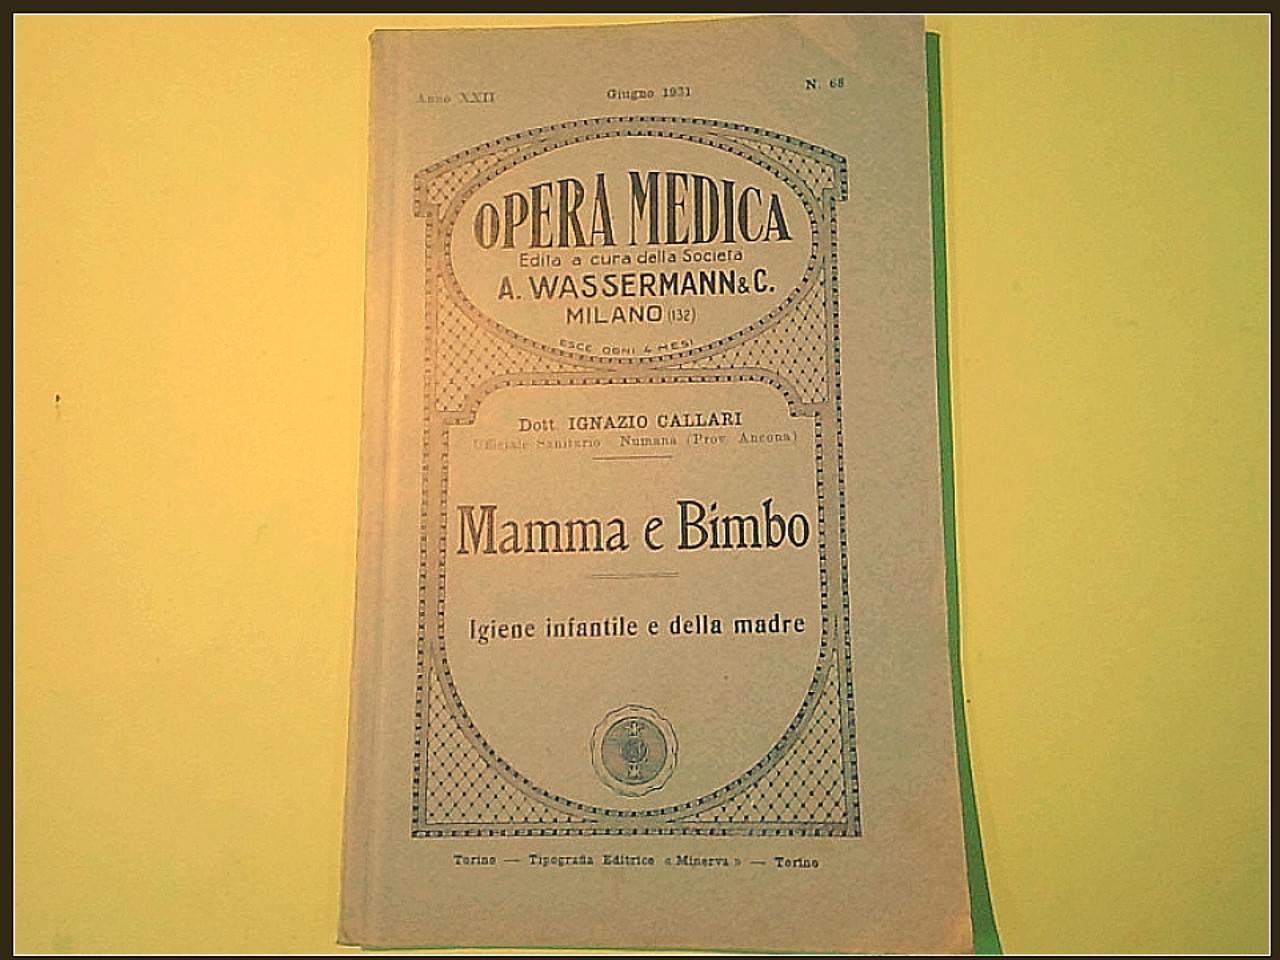 Anno XXII
Giugno 1931
N. 68
OPERA MEDICA
Edita a cura della Società
A. WASSERMANN & C.
MILANO (132)
ESCE OGNI 4 MESI
Dott. IGNAZIO CALLARI
Ufficiale Sanitario Numana (Prov. Ancona)
Mamma e Bimbo
Igiene infantile e della madre
Torino — Tipografia Editrice « Minerva » — Torino